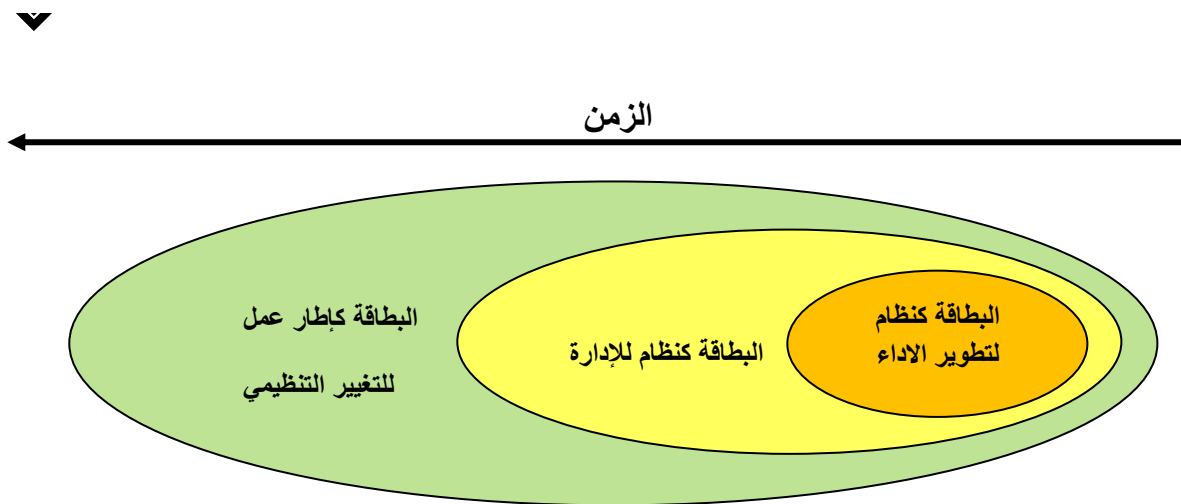 الزمن
البطاقة كنظام
لتطوير الاداء
البطاقة كنظام للإدارة
البطاقة كإطار عمل
للتغيير التنظيمي